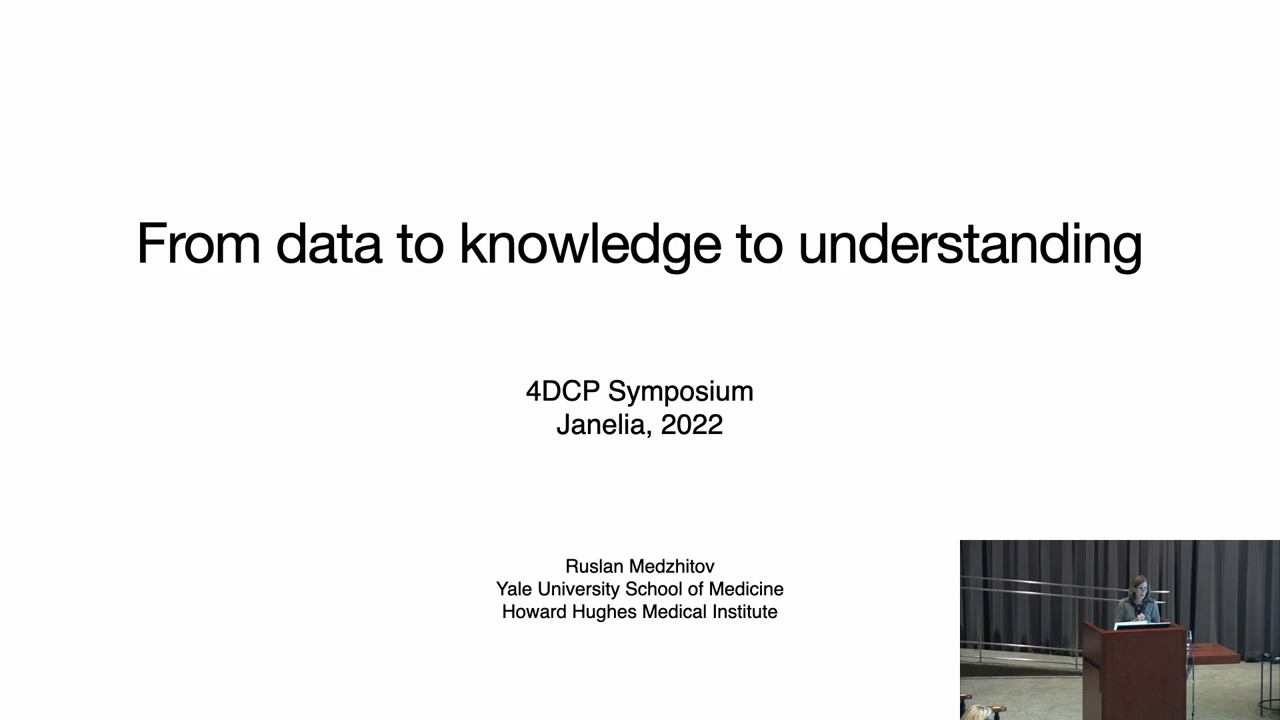 From data to knowledge to understanding
4DCP Symposium
Janelia, 2022
Ruslan Medzhitov
Yale University School of Medicine
Howard Hughes Medical Institute